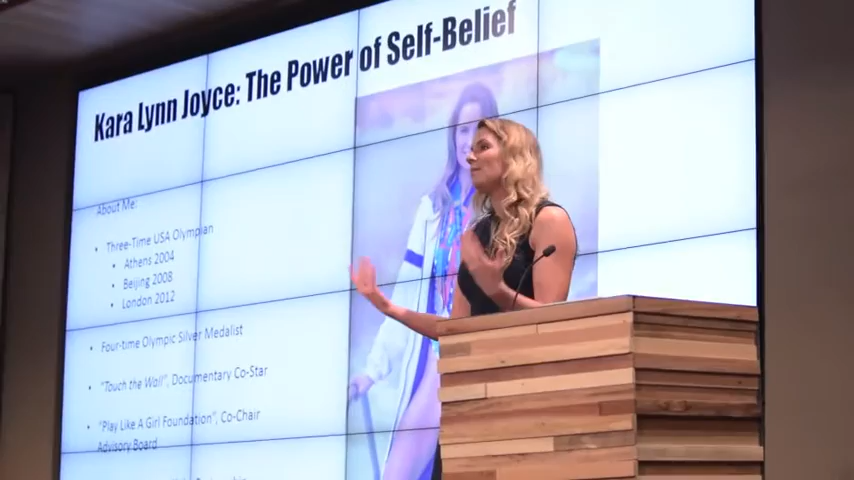 Kara Lynn Joyce: The Power of Self-Belief
About Me:
• Three-Time USA Olympian
• Athens 2004
• Beijing 2008
• London 2012
• Four-time Olympic Silver Medalist
• "Touch the Wall", Documentary Co-Star
• "Play Like A Girl Foundation", Co-Chair
Advisory Board